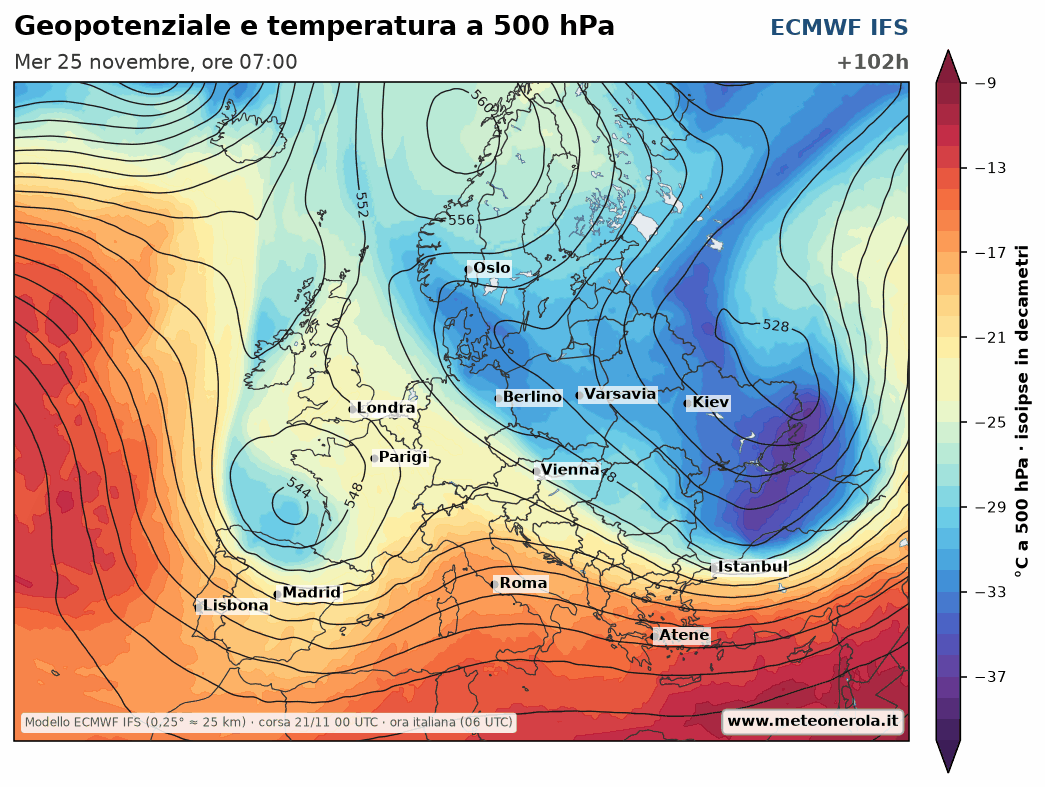 Geopotenziale e temperatura a 500 hPa
ECMWF IFS
Mer 25 novembre, ore 07:00
+102h
560
552
556
Oslo
528
Berlino
Varsavia
Kiev
Londra
Parigi
Vienna
48
544
548
Istanbul
Roma
Madrid
Lisbona
Atene
Modello ECMWF IFS (0,25° ≈ 25 km) · corsa 21/11 00 UTC · ora italiana (06 UTC)
www.meteonerola.it
−9
−13
−17
−21
−25
−29
−33
−37
°C a 500 hPa · isoipse in decametri